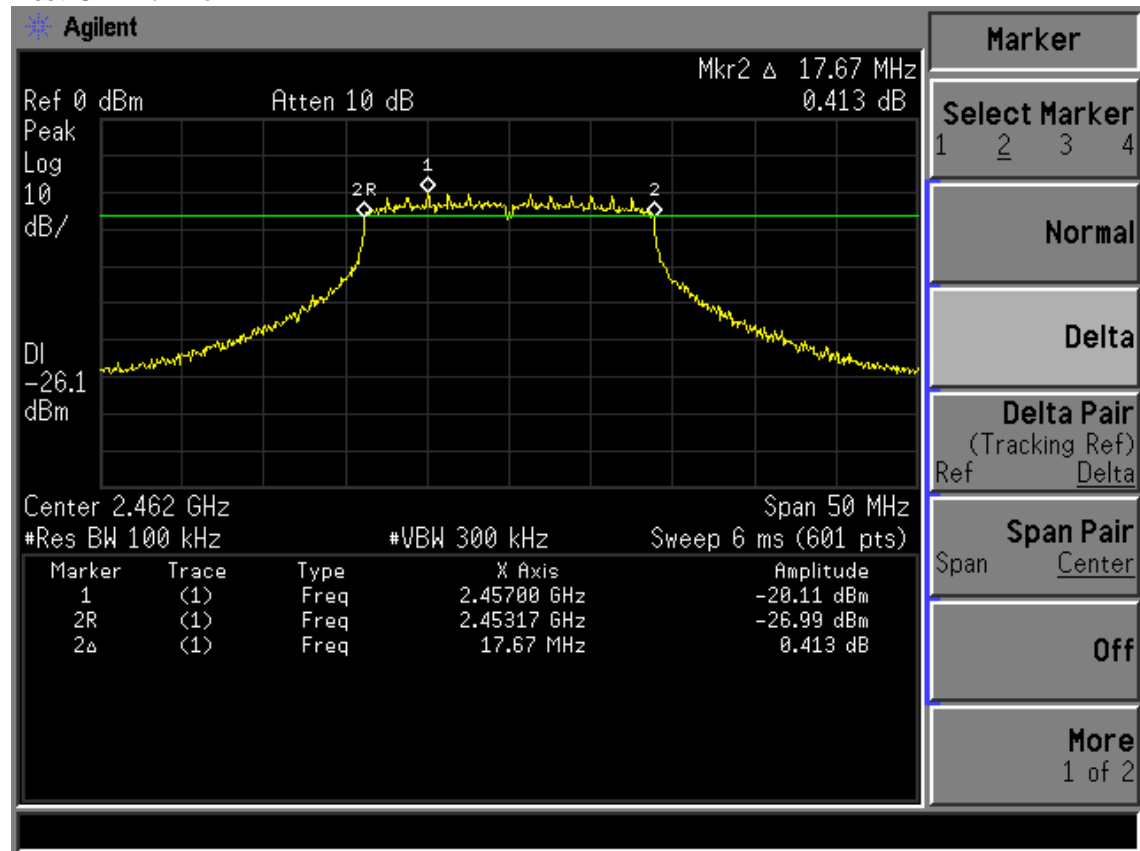 Agilent
Marker
Mkr2 Δ 17.67 MHz
Ref 0 dBm Atten 10 dB 0.413 dB
Peak
Log
10
dB/
1
2R
2
DI
-26.1
dBm
Center 2.462 GHz Span 50 MHz
#Res BW 100 kHz #VBW 300 kHz Sweep 6 ms (601 pts)
Marker Trace Type X Axis Amplitude
1 (1) Freq 2.45700 GHz -20.11 dBm
2R (1) Freq 2.45317 GHz -26.99 dBm
2Δ (1) Freq 17.67 MHz 0.413 dB
Select Marker
1 2 3 4
Normal
Delta
Delta Pair
(Tracking Ref)
Ref Delta
Span Pair
Span Center
Off
More
1 of 2